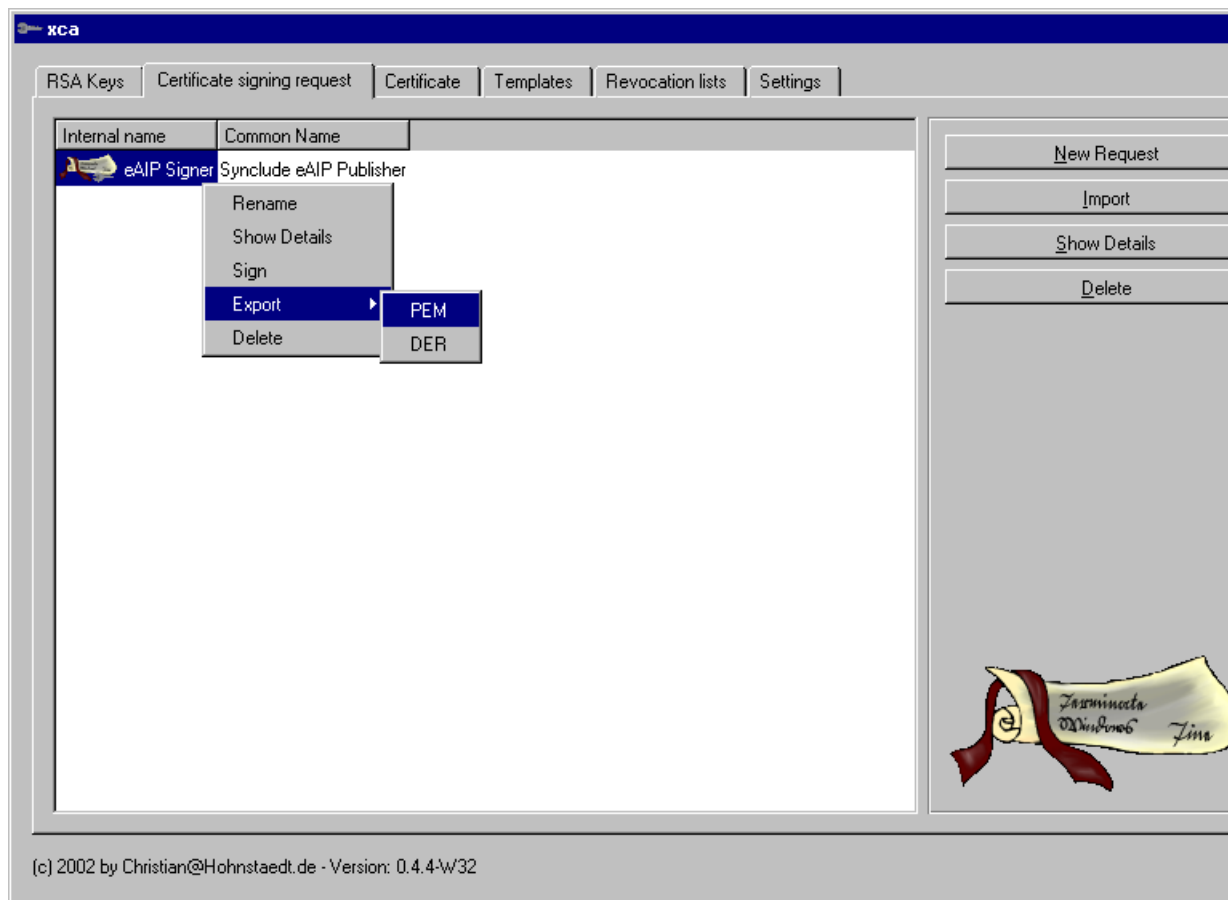 xca
RSA Keys Certificate signing request Certificate Templates Revocation lists Settings
Internal name Common Name
eAIP Signer Synclude eAIP Publisher
Rename
Show Details
Sign
Export
Delete
PEM
DER
New Request
Import
Show Details
Delete
Terminate
Windows
(c) 2002 by Christian@Hohnstaedt.de - Version: 0.4.4-W32